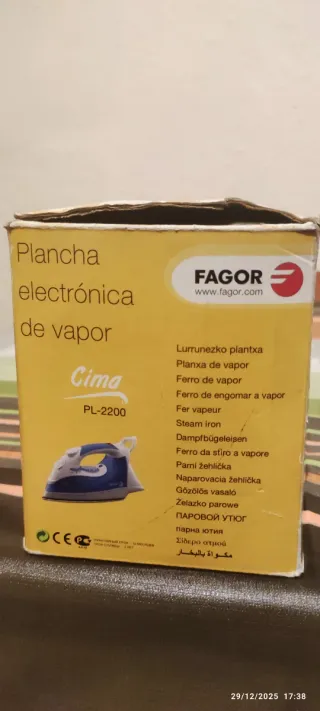 Plancha
electrónica
de vapor
FAGOR
www.fagor.com
Cima
PL-2200
Lurrunezko plantxa
Planxa de vapor
Ferro de vapor
Ferro de engomar a vapor
Fer vapeur
Steam iron
Dampfbügeleisen
Ferro da stiro a vapore
Parní žehlička
Naparovacia žehlička
Gőzölős vasaló
Żelazko parowe
ПАРОВОЙ УТЮГ
парна ютия
Σίδερο ατμού
مكواة بالبخار
CE
29/12/2025 17:38